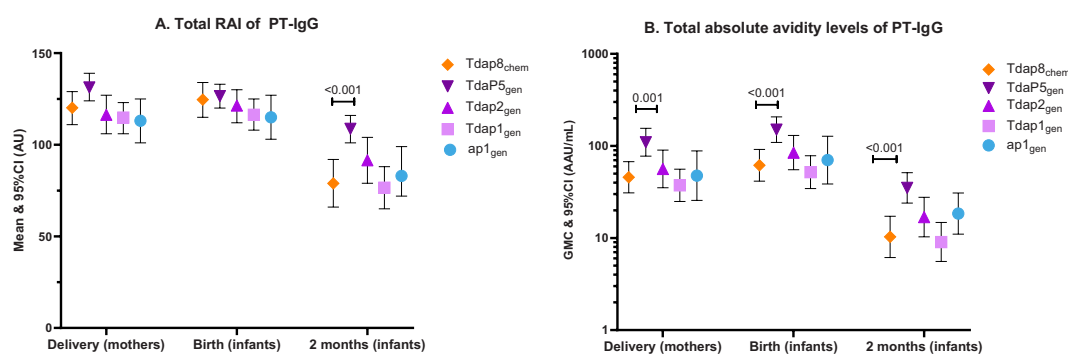 A. Total RAI of PT-IgG
Mean & 95%CI (AU)
150
100
50
0
<0.001
Delivery (mothers)
Birth (infants)
2 months (infants)
Tdap8chem
TdaP5gen
Tdap2gen
Tdap1gen
ap1gen
B. Total absolute avidity levels of PT-IgG
GMC & 95%CI (AAU/mL)
1000
100
10
1
0.001
<0.001
<0.001
Delivery (mothers)
Birth (infants)
2 months (infants)
Tdap8chem
TdaP5gen
Tdap2gen
Tdap1gen
ap1gen